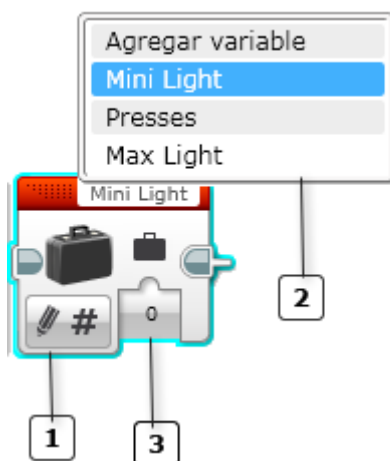 Agregar variable
Mini Light
Presses
Max Light
Mini Light
2
#
0
1
3